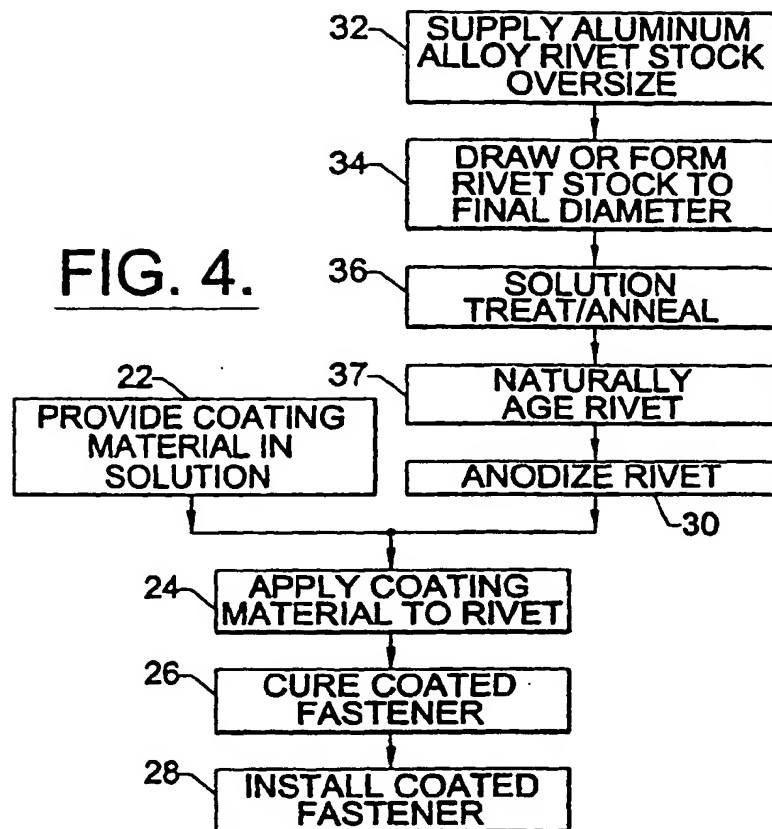 32
SUPPLY ALUMINUM
ALLOY RIVET STOCK
OVERSIZE
34
DRAW OR FORM
RIVET STOCK TO
FINAL DIAMETER
FIG. 4.
36
SOLUTION
TREAT/ANNEAL
22
PROVIDE COATING
MATERIAL IN
SOLUTION
37
NATURALLY
AGE RIVET
ANODIZE RIVET
30
24
APPLY COATING
MATERIAL TO RIVET
26
CURE COATED
FASTENER
28
INSTALL COATED
FASTENER